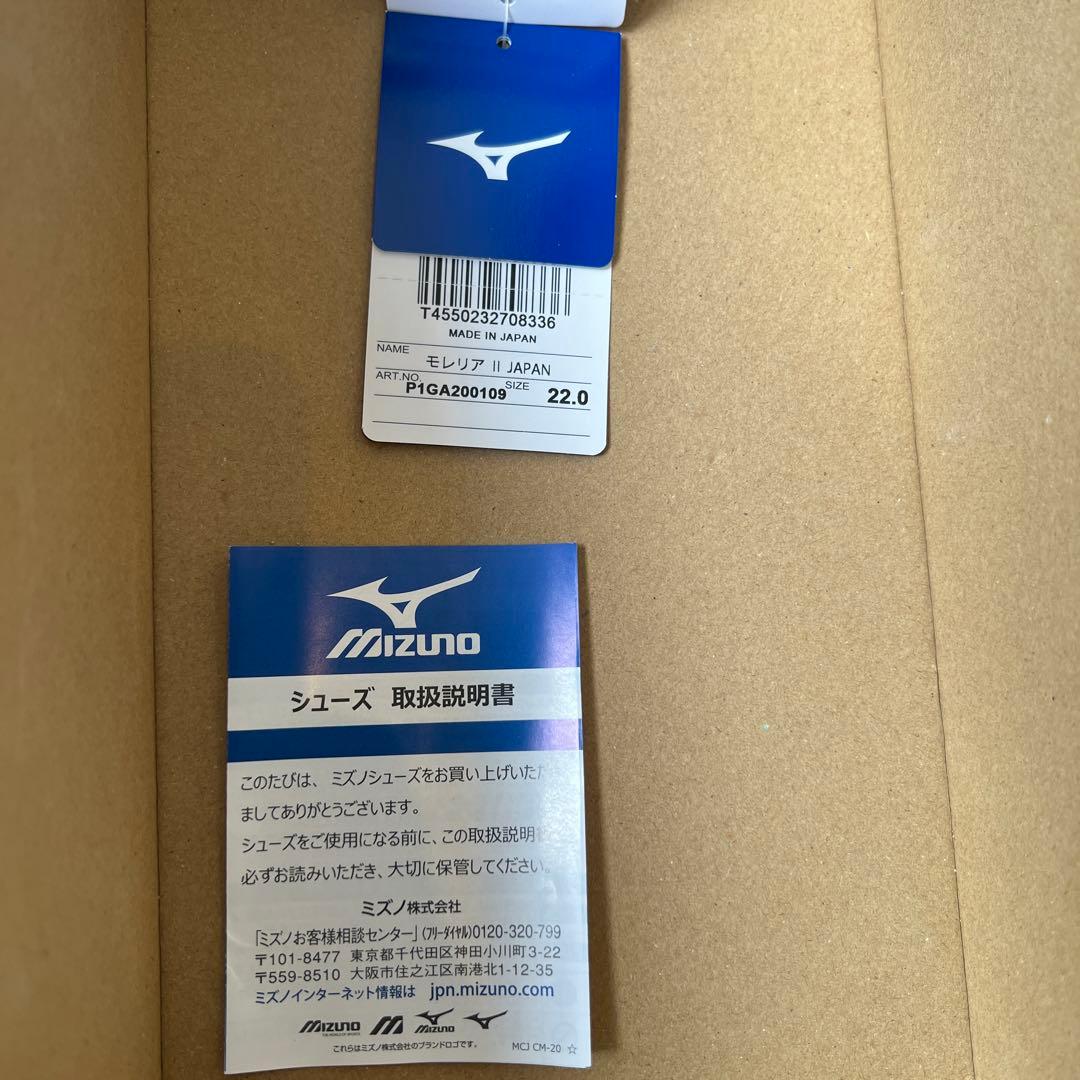 T4550232708336
MADE IN JAPAN
NAME モレリア II JAPAN
ART.NO. P1GA200109 SIZE 22.0
MIZUNO
シューズ 取扱説明書
このたびは、ミズノシューズをお買い上げいただ
ましてありがとうございます。
シューズをご使用になる前に、この取扱説明
必ずお読みいただき、大切に保管してください。
ミズノ株式会社
「ミズノお客様相談センター」(フリーダイヤル)0120-320-799
〒101-8477 東京都千代田区神田小川町3-22
〒559-8510 大阪市住之江区南港北1-12-35
ミズノインターネット情報は jpn.mizuno.com
MIZUNO
THE WORLD OF SPORTS
MIZUNO
これらはミズノ株式会社のブランドロゴです。
MCJ CM-20 ☆